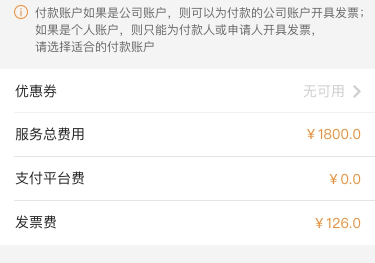 付款账户如果是公司账户，则可以为付款的公司账户开具发票；
如果是个人账户，则只能为付款人或申请人开具发票，
请选择适合的付款账户
优惠券 无可用
服务总费用 ￥1800.0
支付平台费 ￥0.0
发票费 ￥126.0